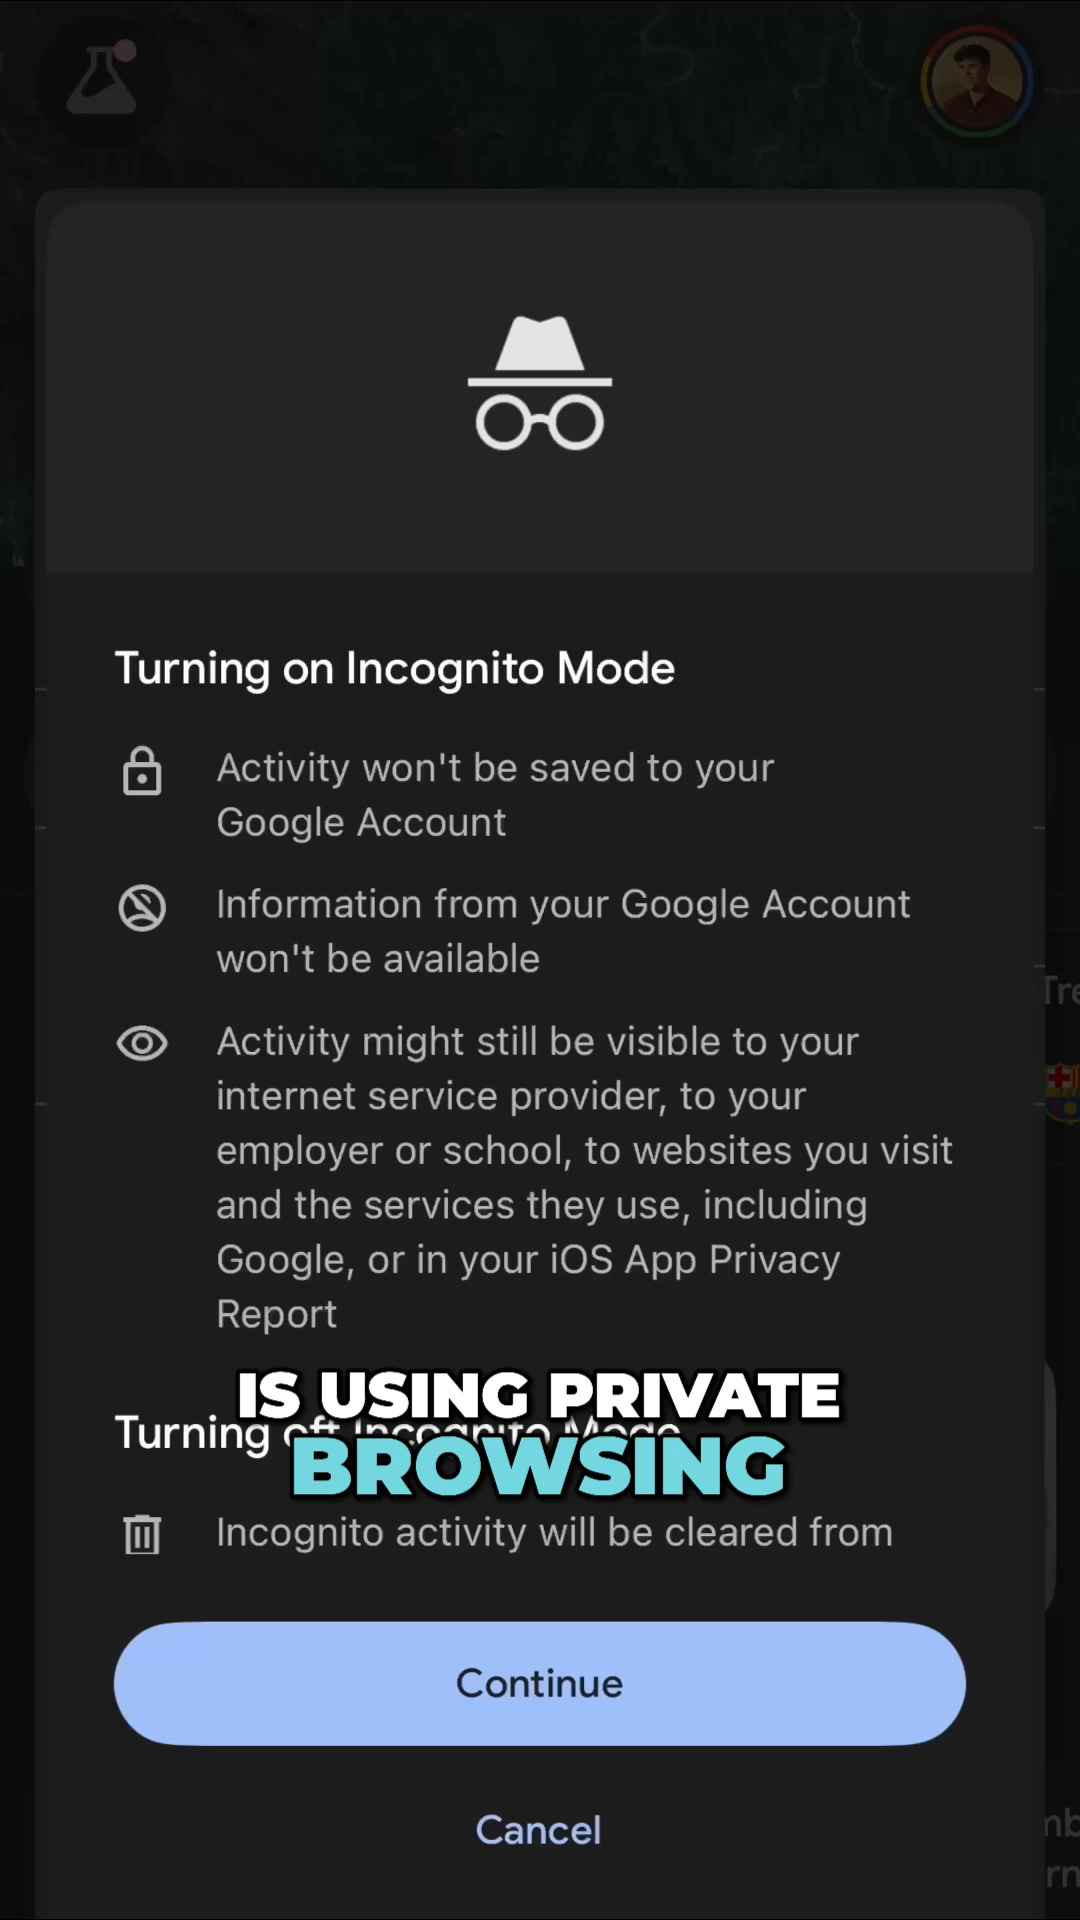 Turning on Incognito Mode
Activity won't be saved to your
Google Account
Information from your Google Account
won't be available
Activity might still be visible to your
internet service provider, to your
employer or school, to websites you visit
and the services they use, including
Google, or in your iOS App Privacy
Report
IS USING PRIVATE
Turning off Incognito Mode
BROWSING
Incognito activity will be cleared from
Continue
Cancel